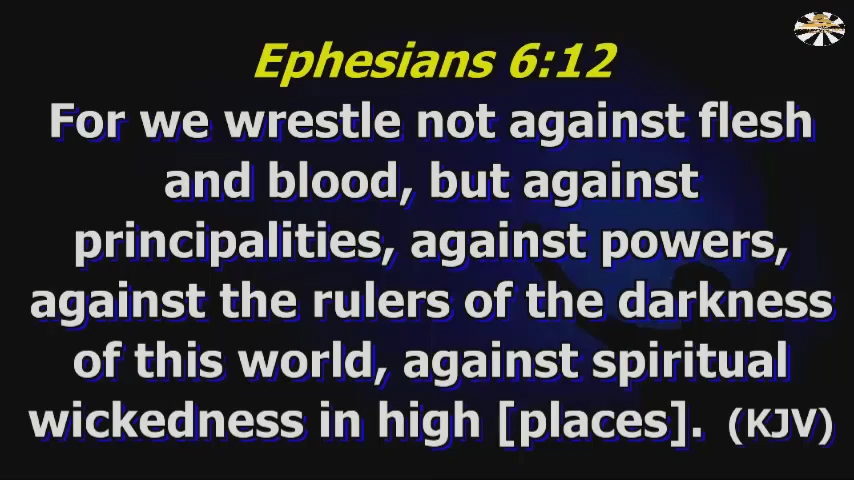 Ephesians 6:12
For we wrestle not against flesh
and blood, but against
principalities, against powers,
against the rulers of the darkness
of this world, against spiritual
wickedness in high [places]. (KJV)